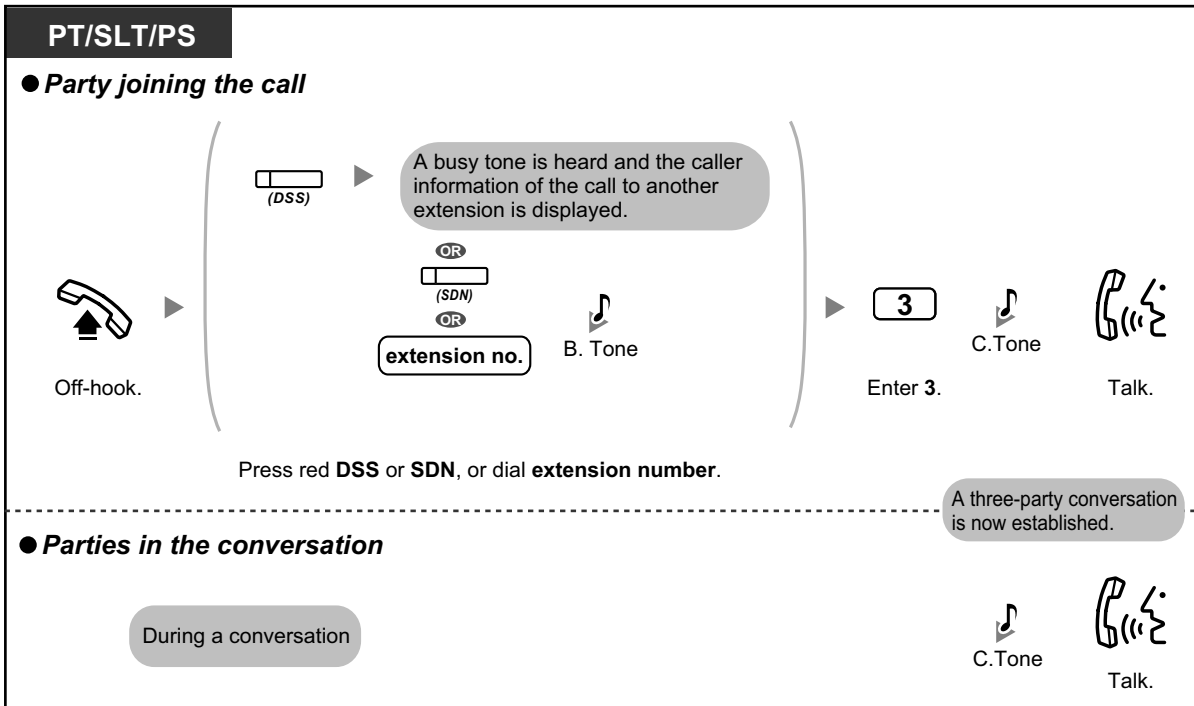 PT/SLT/PS
● Party joining the call
A busy tone is heard and the caller
information of the call to another
extension is displayed.
(DSS)
OR
(SDN)
OR
extension no.
B. Tone
3
C.Tone
Off-hook.
Enter 3.
Talk.
Press red DSS or SDN, or dial extension number.
A three-party conversation
is now established.
● Parties in the conversation
During a conversation
C.Tone
Talk.